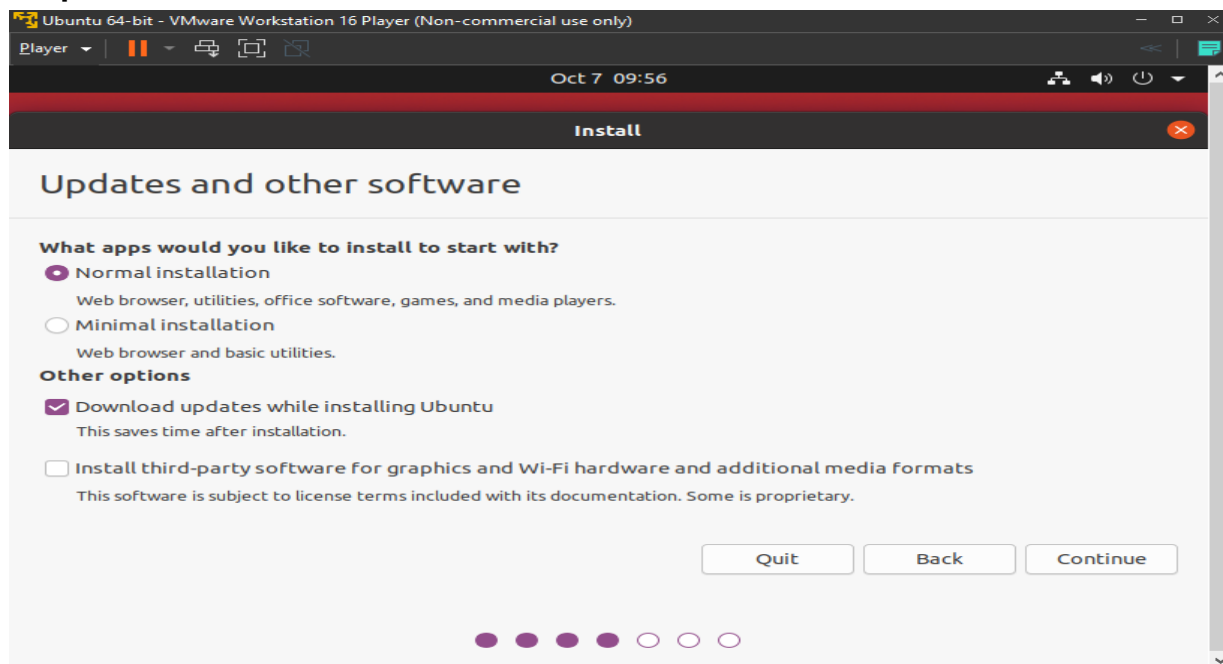 Ubuntu 64-bit - VMware Workstation 16 Player (Non-commercial use only)
Player
Oct 7 09:56
Install
Updates and other software
What apps would you like to install to start with?
Normal installation
Web browser, utilities, office software, games, and media players.
Minimal installation
Web browser and basic utilities.
Other options
Download updates while installing Ubuntu
This saves time after installation.
Install third-party software for graphics and Wi-Fi hardware and additional media formats
This software is subject to license terms included with its documentation. Some is proprietary.
Quit Back Continue